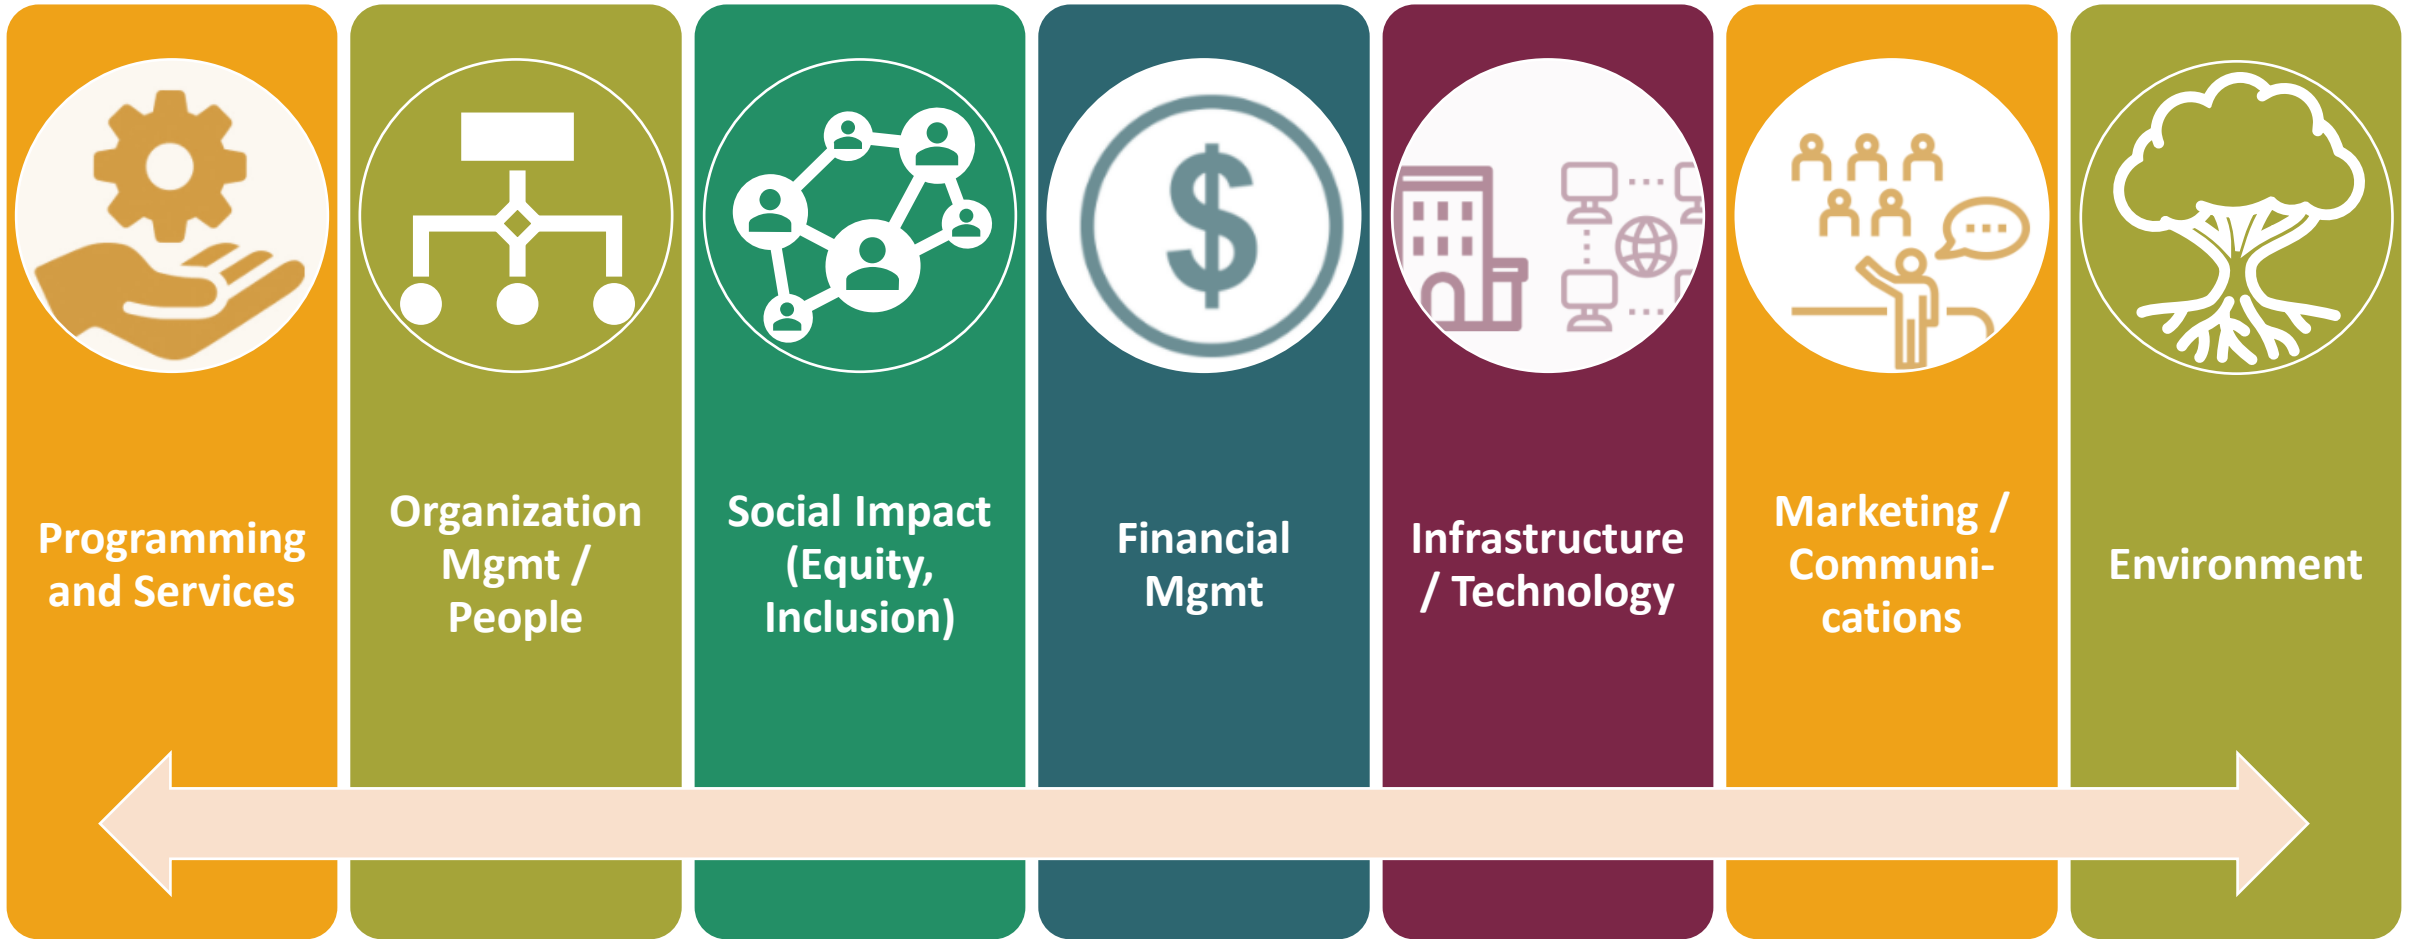 Programming
and Services
Organization
Mgmt /
People
Social Impact
(Equity,
Inclusion)
Financial
Mgmt
Infrastructure
/ Technology
Marketing /
Communi-
cations
Environment